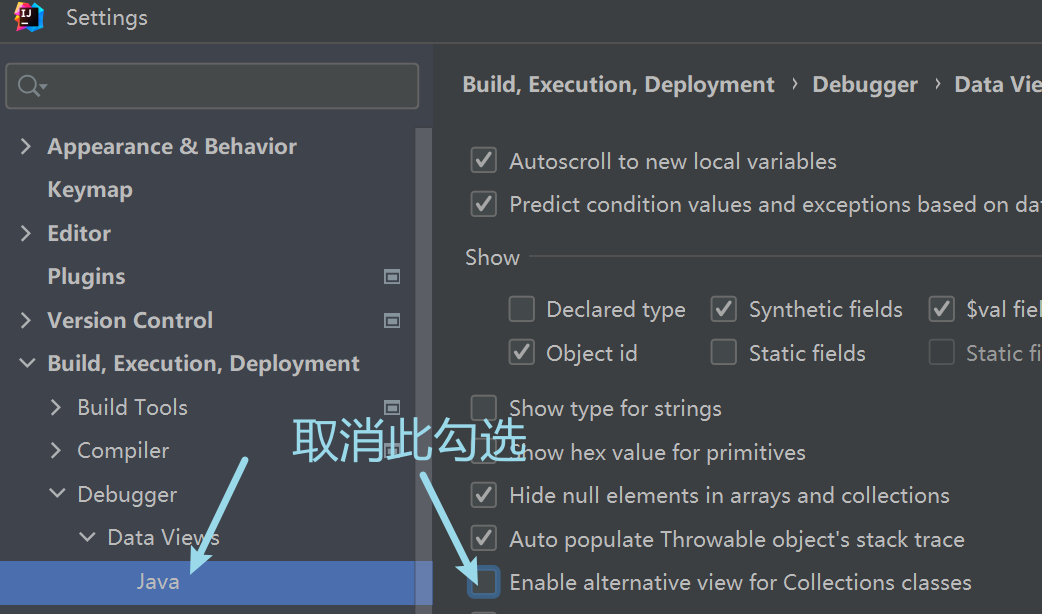 IJ
Settings
Build, Execution, Deployment › Debugger › Data Vie
Appearance & Behavior
Keymap
Editor
Plugins
Version Control
Build, Execution, Deployment
Build Tools
Compiler
Debugger
Data Views
Java
Autoscroll to new local variables
Predict condition values and exceptions based on da
Show
Declared type
Synthetic fields
$val fiel
Object id
Static fields
Static fi
Show type for strings
取消此勾选
Show hex value for primitives
Hide null elements in arrays and collections
Auto populate Throwable object's stack trace
Enable alternative view for Collections classes